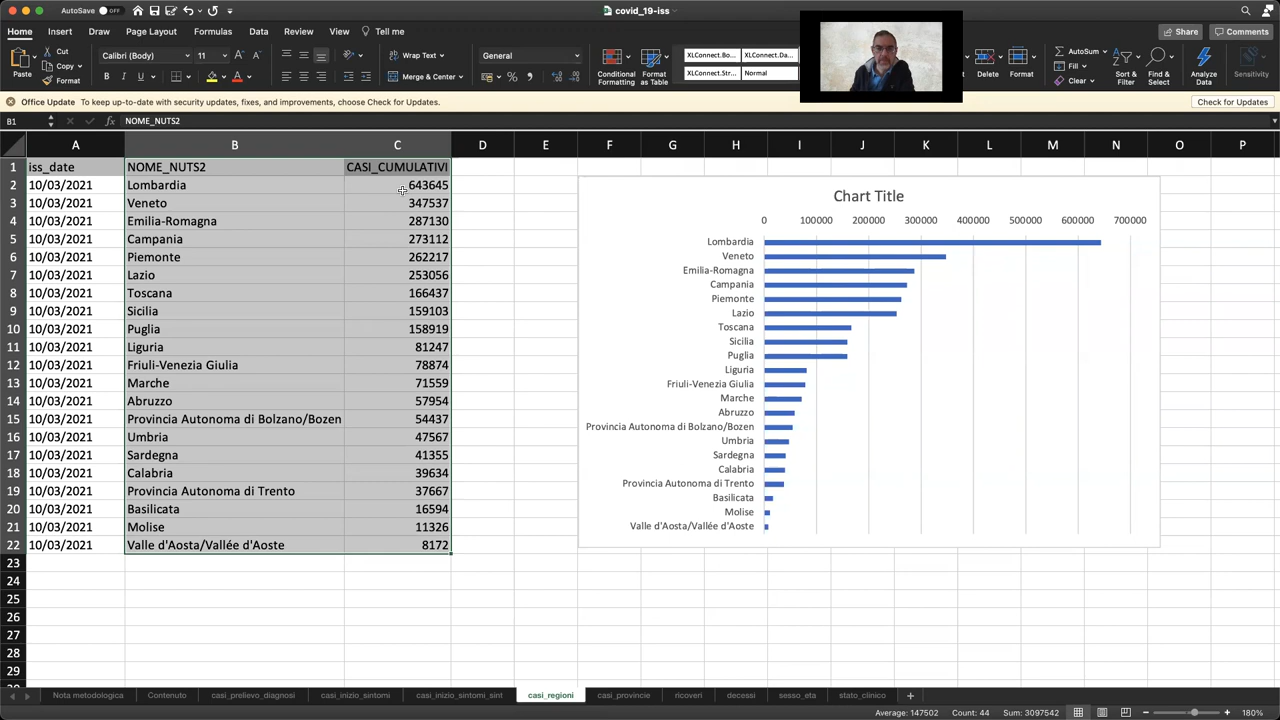 AutoSave OFF
covid_19-iss
Home Insert Draw Page Layout Formulas Data Review View Tell me
Share Comments
Paste Cut Copy Format
Calibri (Body) 11
Wrap Text
Merge & Center
General
Conditional Formatting
Format as Table
XLConnect.Bo... XLConnect.Da...
XLConnect.Str... Normal
Delete Format
AutoSum
Fill
Clear
Sort & Filter
Find & Select
Analyze Data
Sensitivity
Office Update To keep up-to-date with security updates, fixes, and improvements, choose Check for Updates.
Check for Updates
B1 fx NOME_NUTS2
A B C D E F G H I J K L M N O P
1 iss_date NOME_NUTS2 CASI_CUMULATIVI
2 10/03/2021 Lombardia 643645
3 10/03/2021 Veneto 347537
4 10/03/2021 Emilia-Romagna 287130
5 10/03/2021 Campania 273112
6 10/03/2021 Piemonte 262217
7 10/03/2021 Lazio 253056
8 10/03/2021 Toscana 166437
9 10/03/2021 Sicilia 159103
10 10/03/2021 Puglia 158919
11 10/03/2021 Liguria 81247
12 10/03/2021 Friuli-Venezia Giulia 78874
13 10/03/2021 Marche 71559
14 10/03/2021 Abruzzo 57954
15 10/03/2021 Provincia Autonoma di Bolzano/Bozen 54437
16 10/03/2021 Umbria 47567
17 10/03/2021 Sardegna 41355
18 10/03/2021 Calabria 39634
19 10/03/2021 Provincia Autonoma di Trento 37667
20 10/03/2021 Basilicata 16594
21 10/03/2021 Molise 11326
22 10/03/2021 Valle d'Aosta/Vallée d'Aoste 8172
23
24
25
26
27
28
29
Chart Title
0 100000 200000 300000 400000 500000 600000 700000
Lombardia
Veneto
Emilia-Romagna
Campania
Piemonte
Lazio
Toscana
Sicilia
Puglia
Liguria
Friuli-Venezia Giulia
Marche
Abruzzo
Provincia Autonoma di Bolzano/Bozen
Umbria
Sardegna
Calabria
Provincia Autonoma di Trento
Basilicata
Molise
Valle d'Aosta/Vallée d'Aoste
Nota metodologica Contenuto casi_prelievo_diagnosi casi_inizio_sintomi casi_inizio_sintomi_sint casi_regioni casi_provincie ricoveri decessi sesso_eta stato_clinico +
Average: 147502 Count: 44 Sum: 3097542 180%